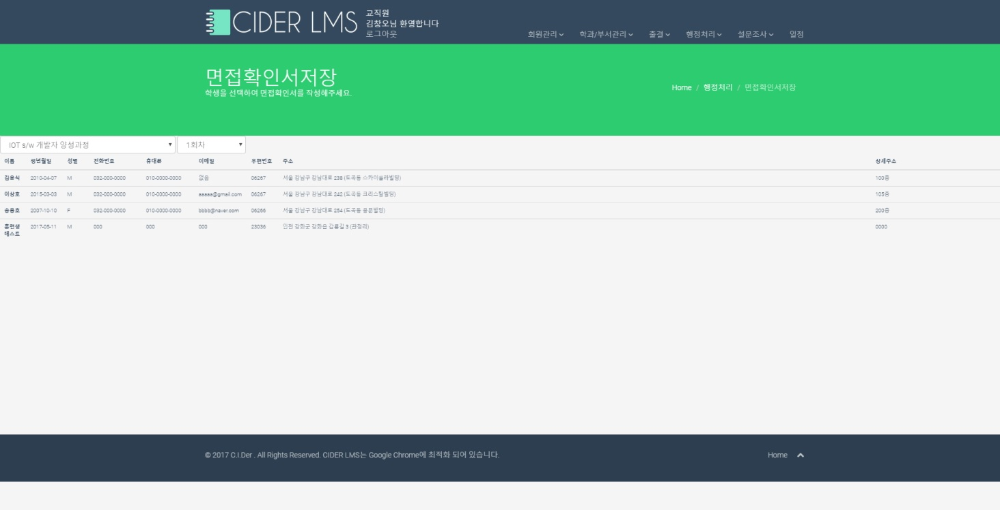 CIDER LMS
교직원
김창오님 환영합니다
로그아웃
회원관리 학과/부서관리 출결 행정처리 설문조사 일정
면접확인서저장
학생을 선택하여 면접확인서를 작성해주세요.
Home / 행정처리 / 면접확인서저장
IOT s/w 개발자 양성과정 1회차
이름 생년월일 성별 전화번호 휴대폰 이메일 우편번호 주소 상세주소
김윤식 2010-04-07 M 032-000-0000 010-0000-0000 없음 06267 서울 강남구 강남대로 238 (도곡동 스카이쏠라빌딩) 100층
이상호 2015-03-03 M 032-000-0000 010-0000-0000 aaaaa@gmail.com 06267 서울 강남구 강남대로 242 (도곡동 크리스탈빌딩) 105층
송용호 2007-10-10 F 032-000-0000 010-0000-0000 bbbb@naver.com 06266 서울 강남구 강남대로 254 (도곡동 용문빌딩) 200층
훈련생 2017-05-11 M 000 000 000 23036 인천 강화군 강화읍 갑룡길 3 (관청리) 0000
테스트
© 2017 C.I.Der . All Rights Reserved. CIDER LMS는 Google Chrome에 최적화 되어 있습니다.
Home